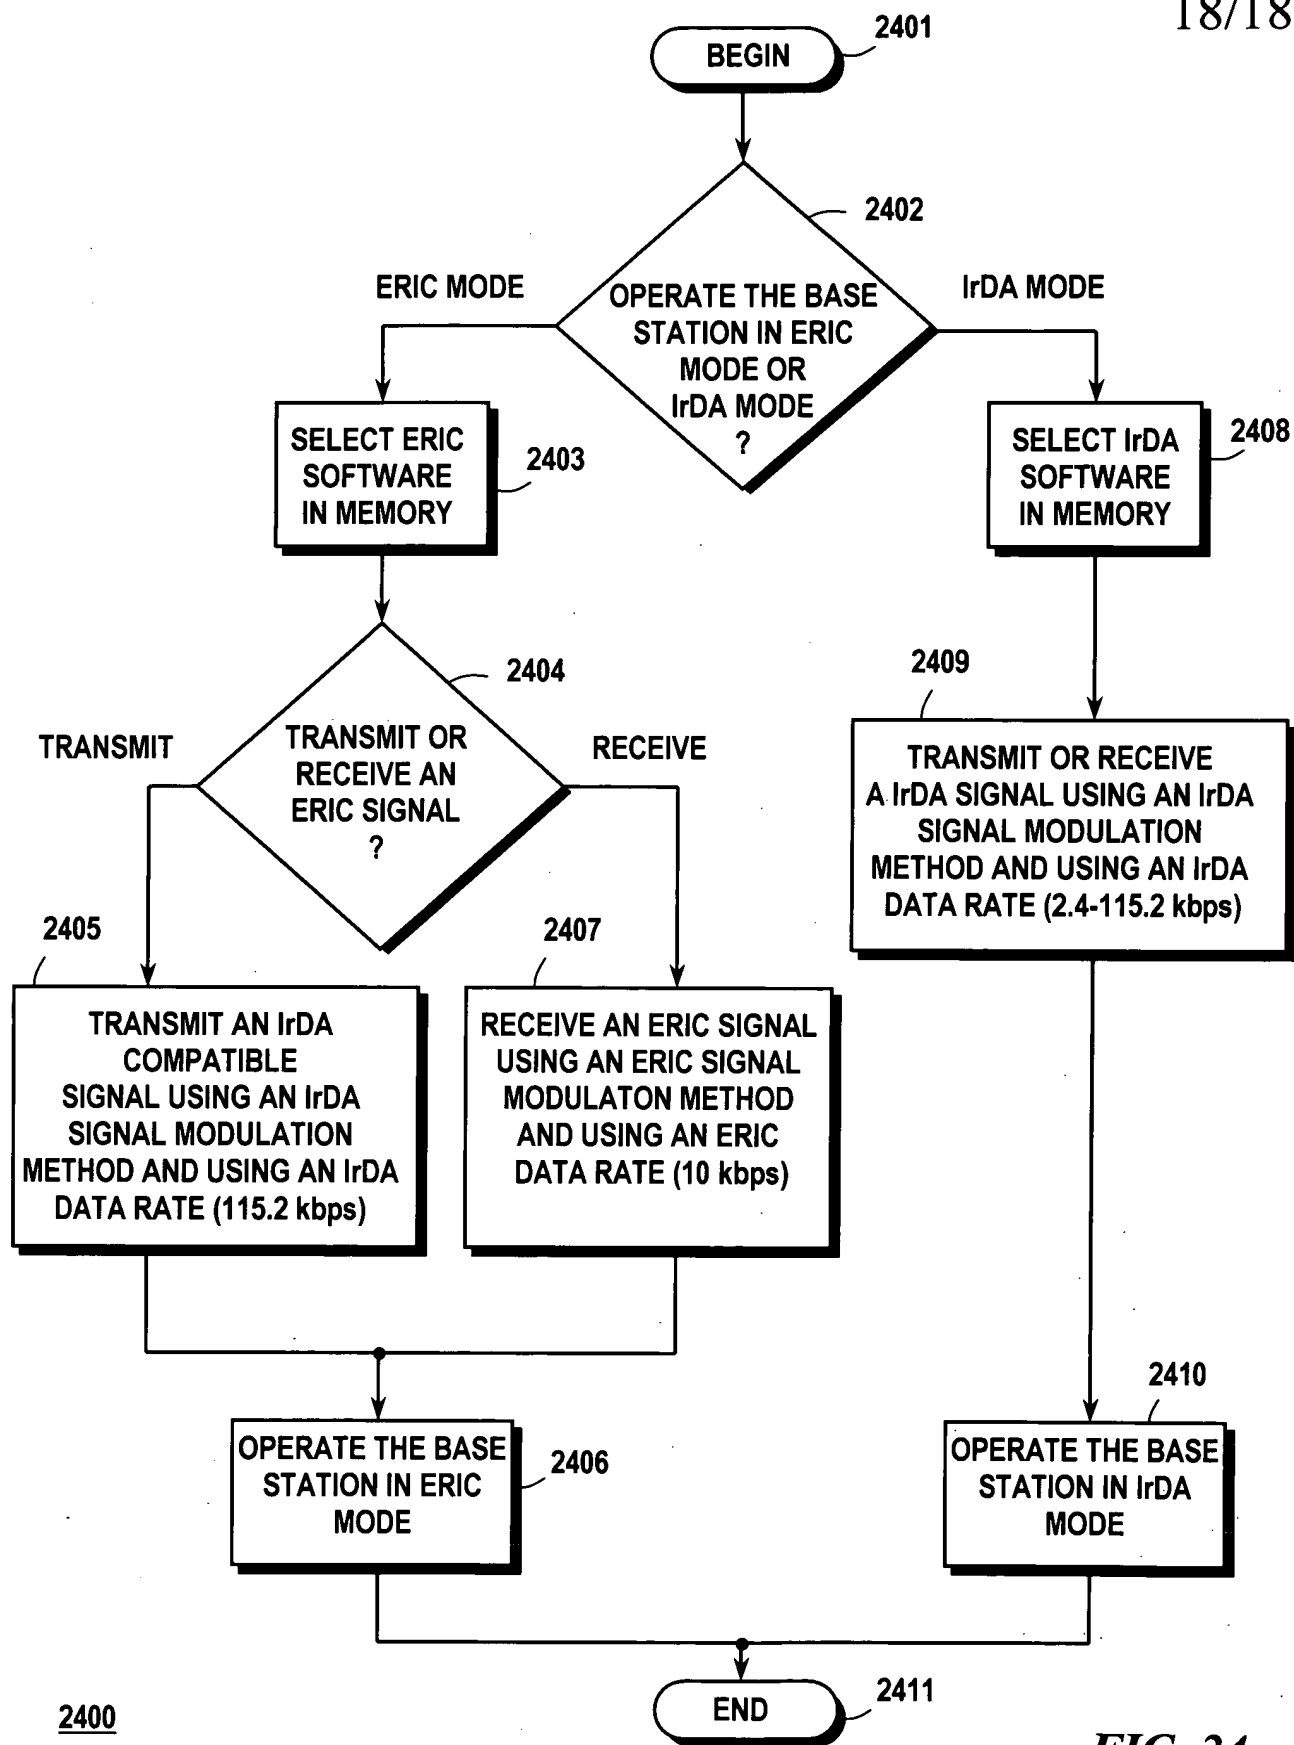 18/18
BEGIN
2401
2402
OPERATE THE BASE
STATION IN ERIC
MODE OR
IrDA MODE
?
ERIC MODE
IrDA MODE
SELECT ERIC
SOFTWARE
IN MEMORY
2403
SELECT IrDA
SOFTWARE
IN MEMORY
2408
2404
TRANSMIT OR
RECEIVE AN
ERIC SIGNAL
?
TRANSMIT
RECEIVE
2409
TRANSMIT OR RECEIVE
A IrDA SIGNAL USING AN IrDA
SIGNAL MODULATION
METHOD AND USING AN IrDA
DATA RATE (2.4-115.2 kbps)
2405
TRANSMIT AN IrDA
COMPATIBLE
SIGNAL USING AN IrDA
SIGNAL MODULATION
METHOD AND USING AN IrDA
DATA RATE (115.2 kbps)
2407
RECEIVE AN ERIC SIGNAL
USING AN ERIC SIGNAL
MODULATON METHOD
AND USING AN ERIC
DATA RATE (10 kbps)
OPERATE THE BASE
STATION IN ERIC
MODE
2406
2410
OPERATE THE BASE
STATION IN IrDA
MODE
END
2411
2400
FIG. 24